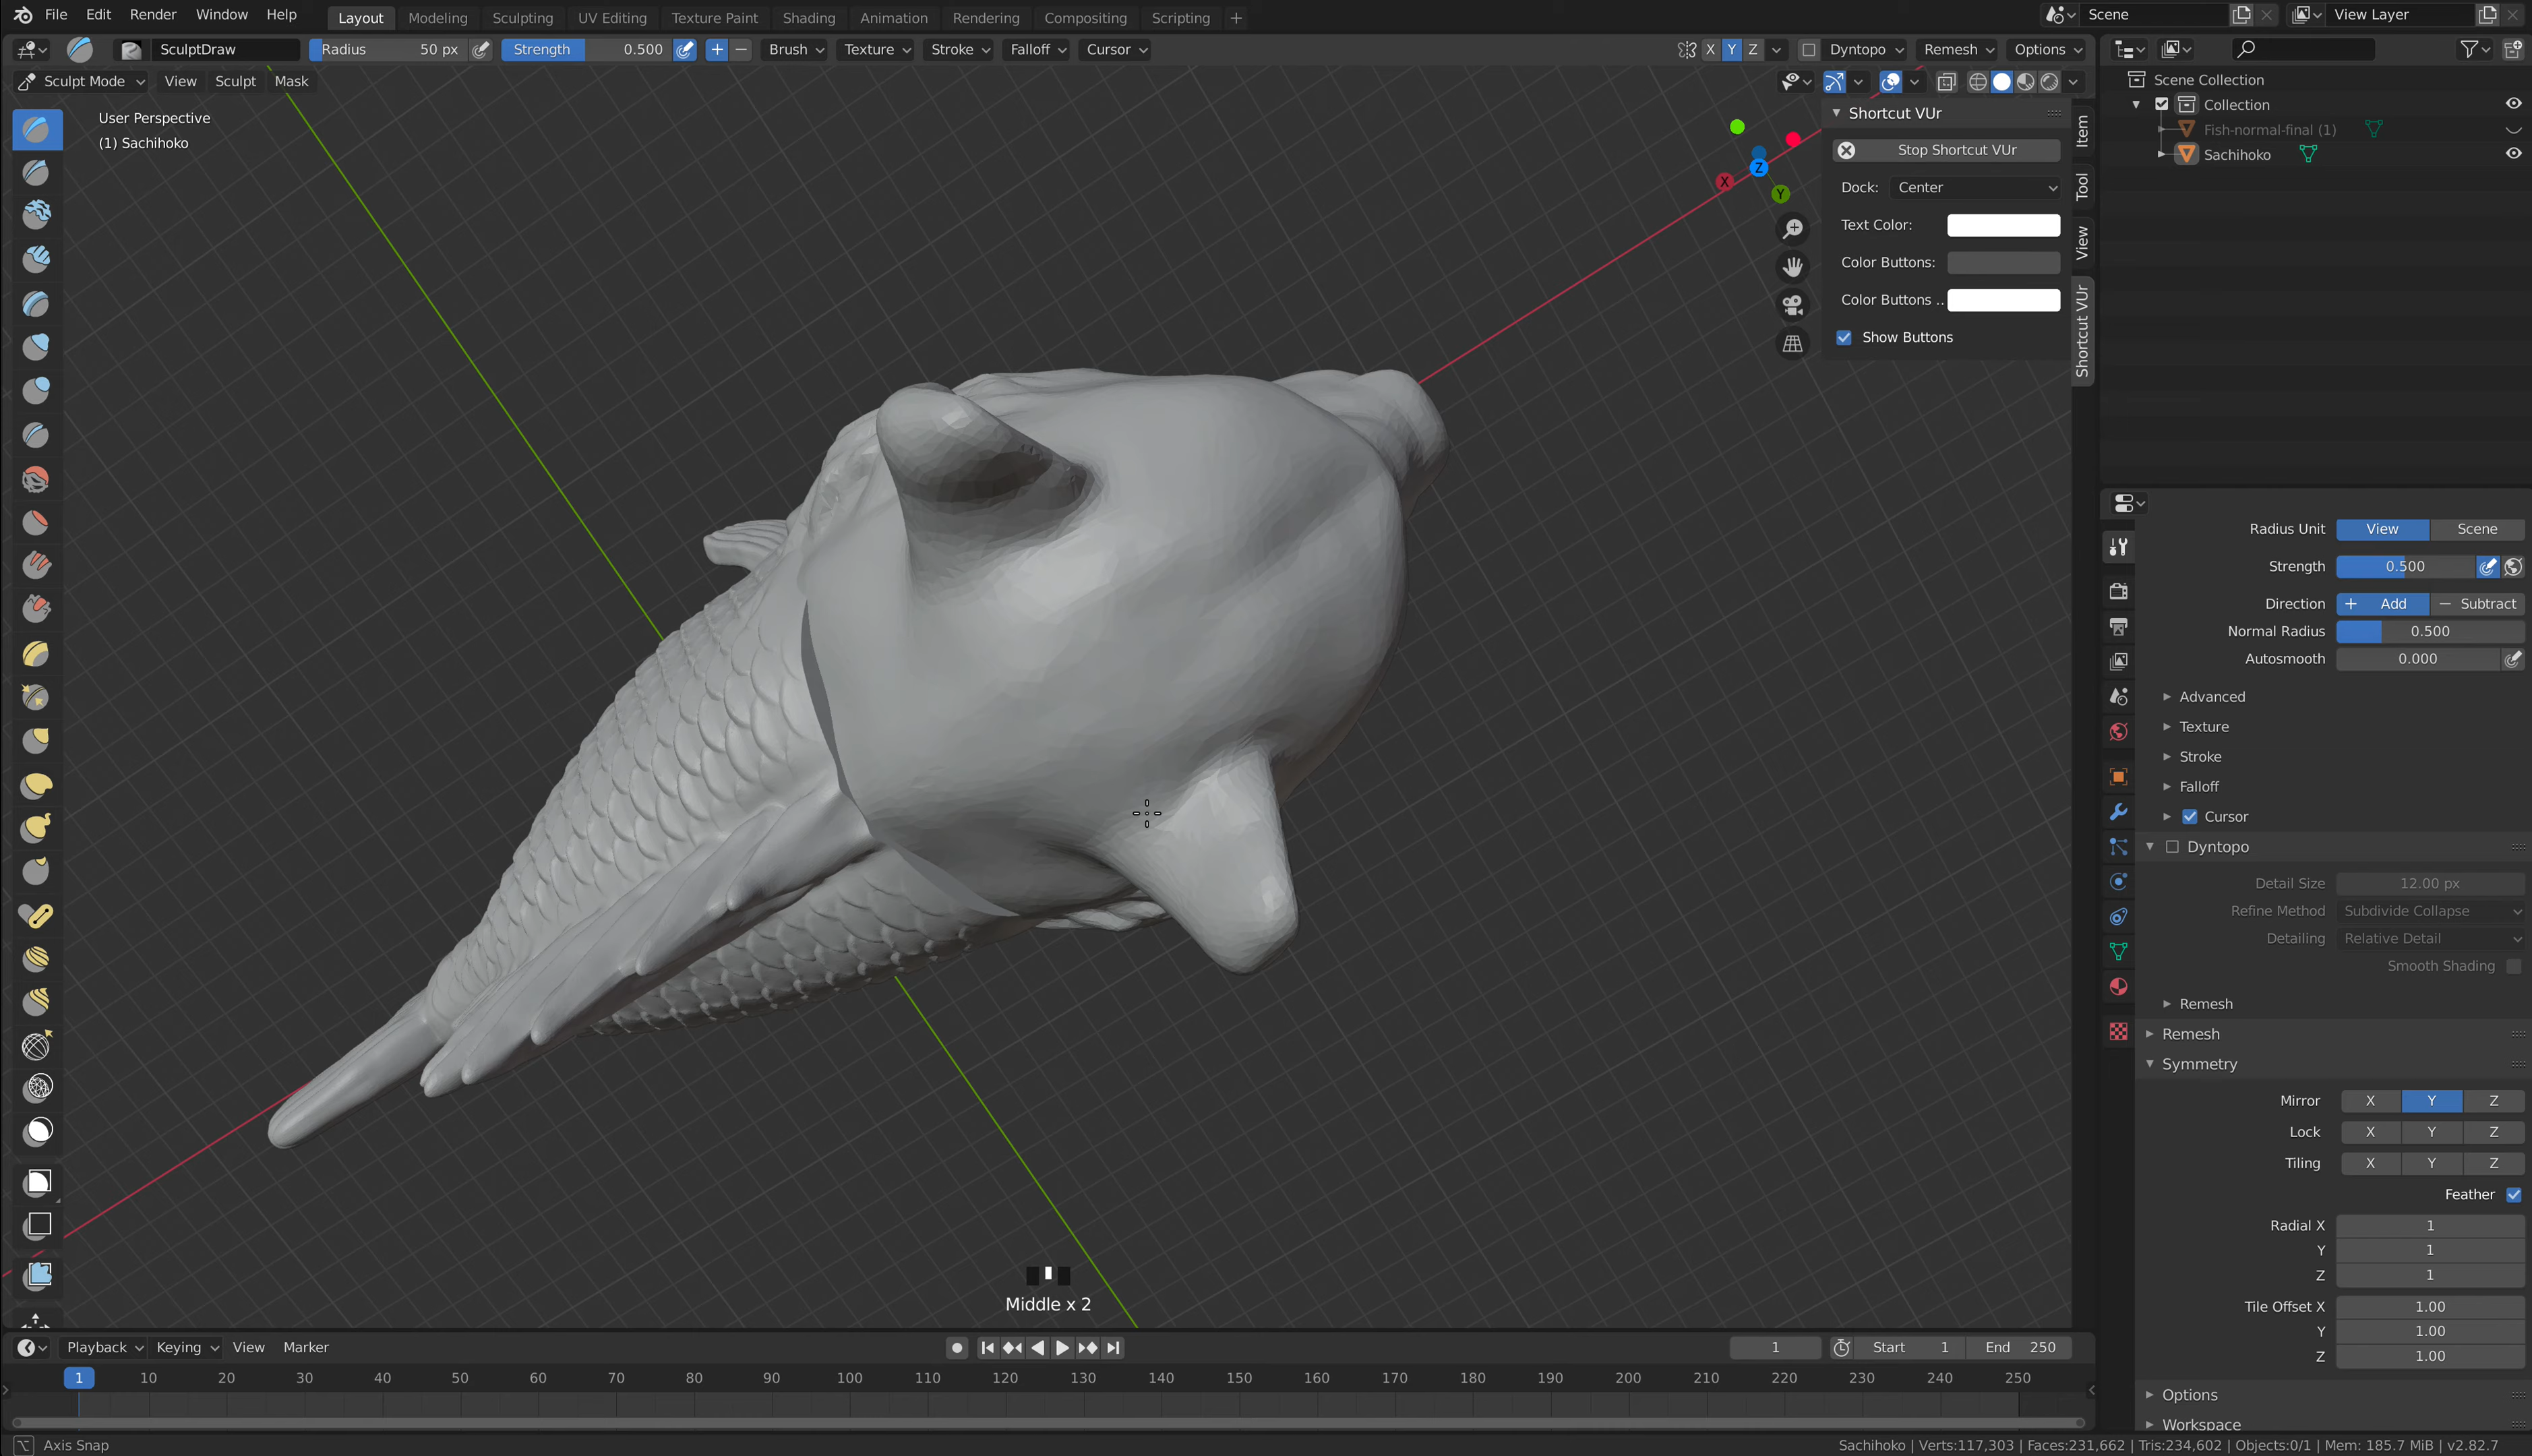 File Edit Render Window Help Layout Modeling Sculpting UV Editing Texture Paint Shading Animation Rendering Compositing Scripting + Scene View Layer
SculptDraw Radius 50 px Strength 0.500 + − Brush Texture Stroke Falloff Cursor X Y Z Dyntopo Remesh Options
Sculpt Mode View Sculpt Mask
User Perspective
(1) Sachihoko
X
Z
Y
Shortcut VUr
Stop Shortcut VUr
Dock: Center
Text Color:
Color Buttons:
Color Buttons ..
Show Buttons
Item
Tool
View
Shortcut VUr
Scene Collection
Collection
Fish-normal-final (1)
Sachihoko
Radius Unit View Scene
Strength 0.500
Direction + Add − Subtract
Normal Radius 0.500
Autosmooth 0.000
Advanced
Texture
Stroke
Falloff
Cursor
Dyntopo
Detail Size 12.00 px
Refine Method Subdivide Collapse
Detailing Relative Detail
Smooth Shading
Remesh
Remesh
Symmetry
Mirror X Y Z
Lock X Y Z
Tiling X Y Z
Feather
Radial X 1
Y 1
Z 1
Tile Offset X 1.00
Y 1.00
Z 1.00
Options
Workspace
Middle x 2
Playback Keying View Marker 1 Start 1 End 250
1 10 20 30 40 50 60 70 80 90 100 110 120 130 140 150 160 170 180 190 200 210 220 230 240 250
Axis Snap
Sachihoko | Verts:117,303 | Faces:231,662 | Tris:234,602 | Objects:0/1 | Mem: 185.7 MiB | v2.82.7